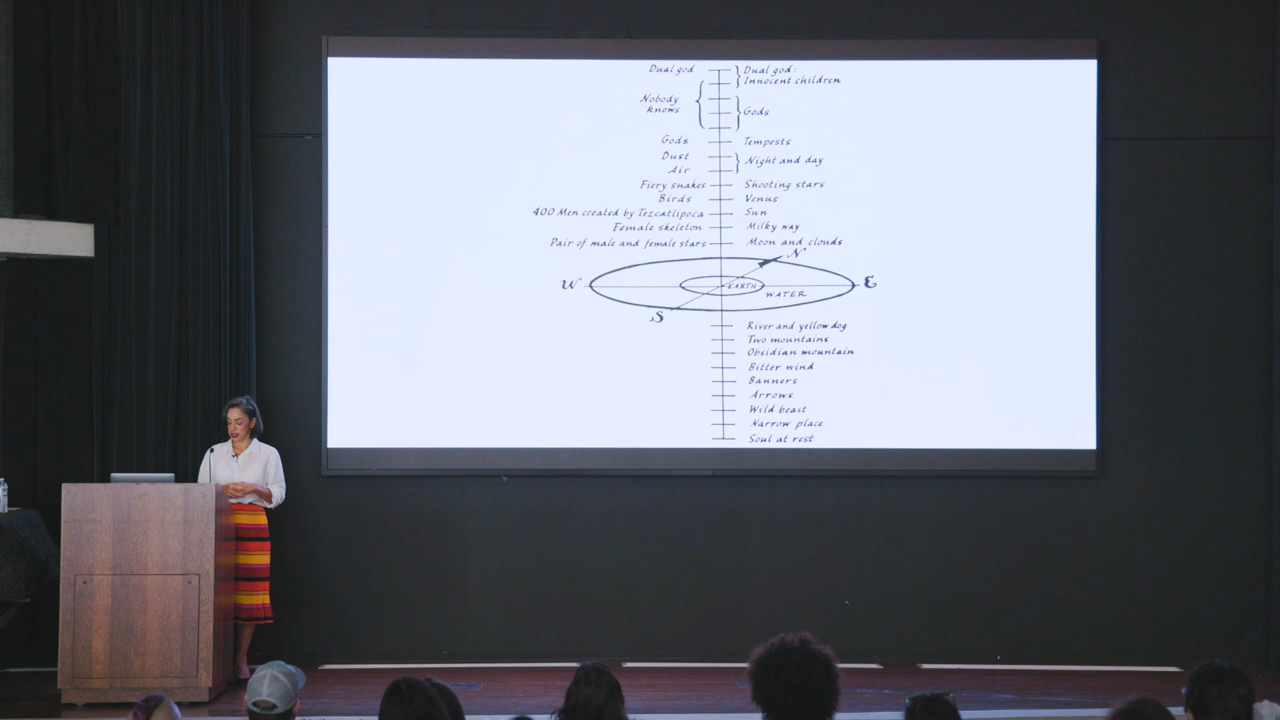 Dual god
Dual god:
Innocent children
Nobody
knows
Gods
Gods
Tempests
Dust
Night and day
Air
Fiery snakes
Shooting stars
Birds
Venus
400 Men created by Tezcatlipoca
Sun
Female skeleton
Milky way
Pair of male and female stars
Moon and clouds
N
W
EARTH
E
WATER
S
River and yellow dog
Two mountains
Obsidian mountain
Bitter wind
Banners
Arrows
Wild beast
Narrow place
Soul at rest